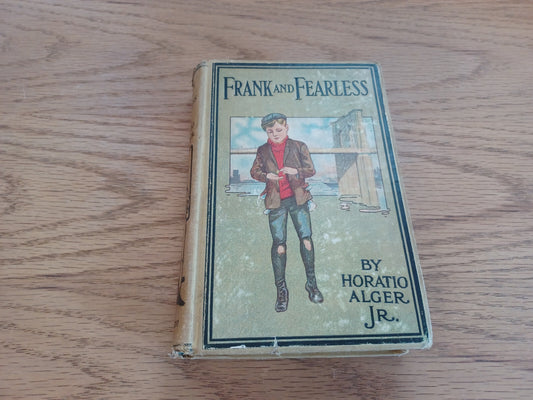 FRANK AND FEARLESS
BY
HORATIO
ALGER
JR.